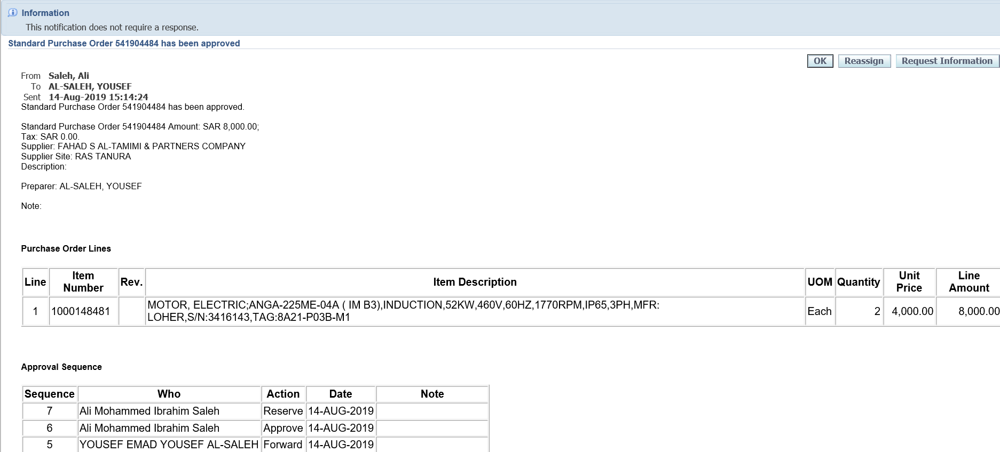 Information
This notification does not require a response.
Standard Purchase Order 541904484 has been approved
OK Reassign Request Information
From Saleh, Ali
To AL-SALEH, YOUSEF
Sent 14-Aug-2019 15:14:24
Standard Purchase Order 541904484 has been approved.
Standard Purchase Order 541904484 Amount: SAR 8,000.00;
Tax: SAR 0.00.
Supplier: FAHAD S AL-TAMIMI & PARTNERS COMPANY
Supplier Site: RAS TANURA
Description:
Preparer: AL-SALEH, YOUSEF
Note:
Purchase Order Lines
Line Item Number Rev. Item Description UOM Quantity Unit Price Line Amount
1 1000148481 MOTOR, ELECTRIC;ANGA-225ME-04A ( IM B3),INDUCTION,52KW,460V,60HZ,1770RPM,IP65,3PH,MFR:
LOHER,S/N:3416143,TAG:8A21-P03B-M1 Each 2 4,000.00 8,000.00
Approval Sequence
Sequence Who Action Date Note
7 Ali Mohammed Ibrahim Saleh Reserve 14-AUG-2019
6 Ali Mohammed Ibrahim Saleh Approve 14-AUG-2019
5 YOUSEF EMAD YOUSEF AL-SALEH Forward 14-AUG-2019